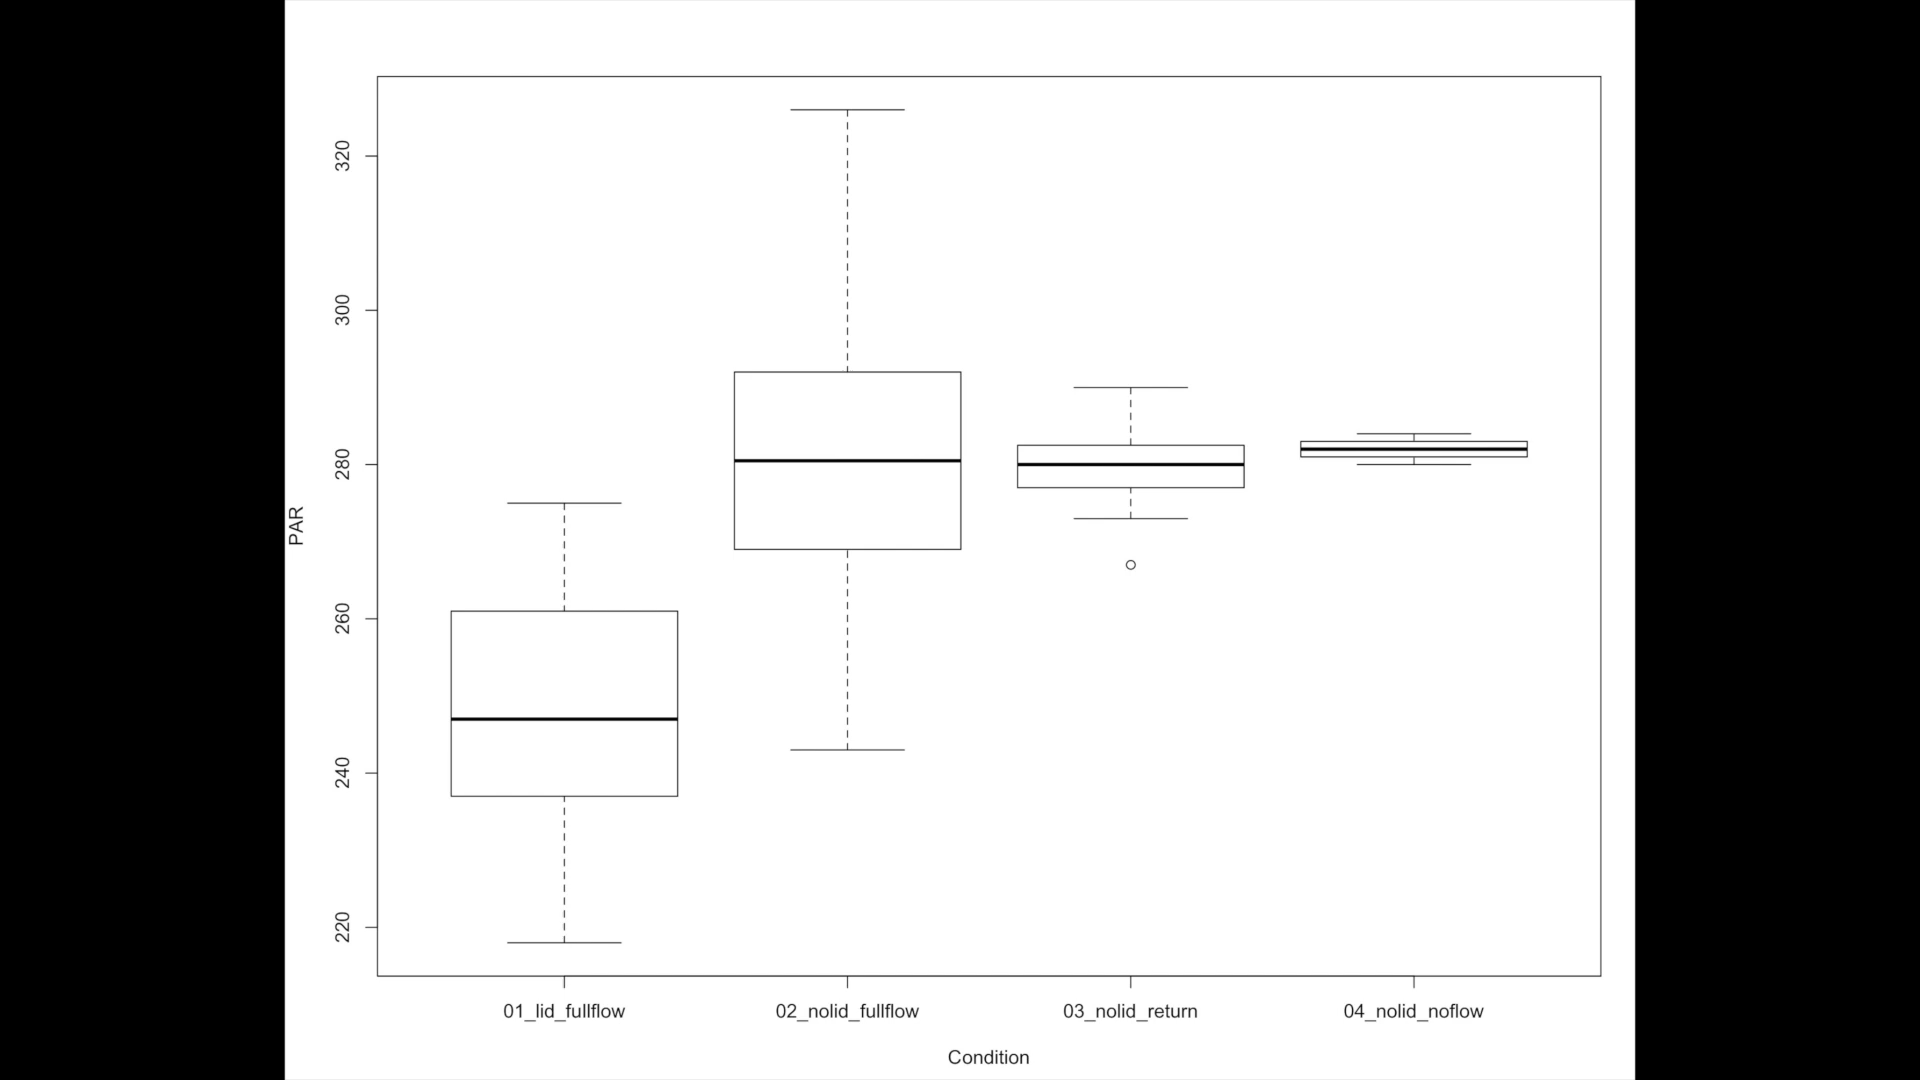 320
300
280
260
240
220
PAR
01_lid_fullflow 02_nolid_fullflow 03_nolid_return 04_nolid_noflow
Condition